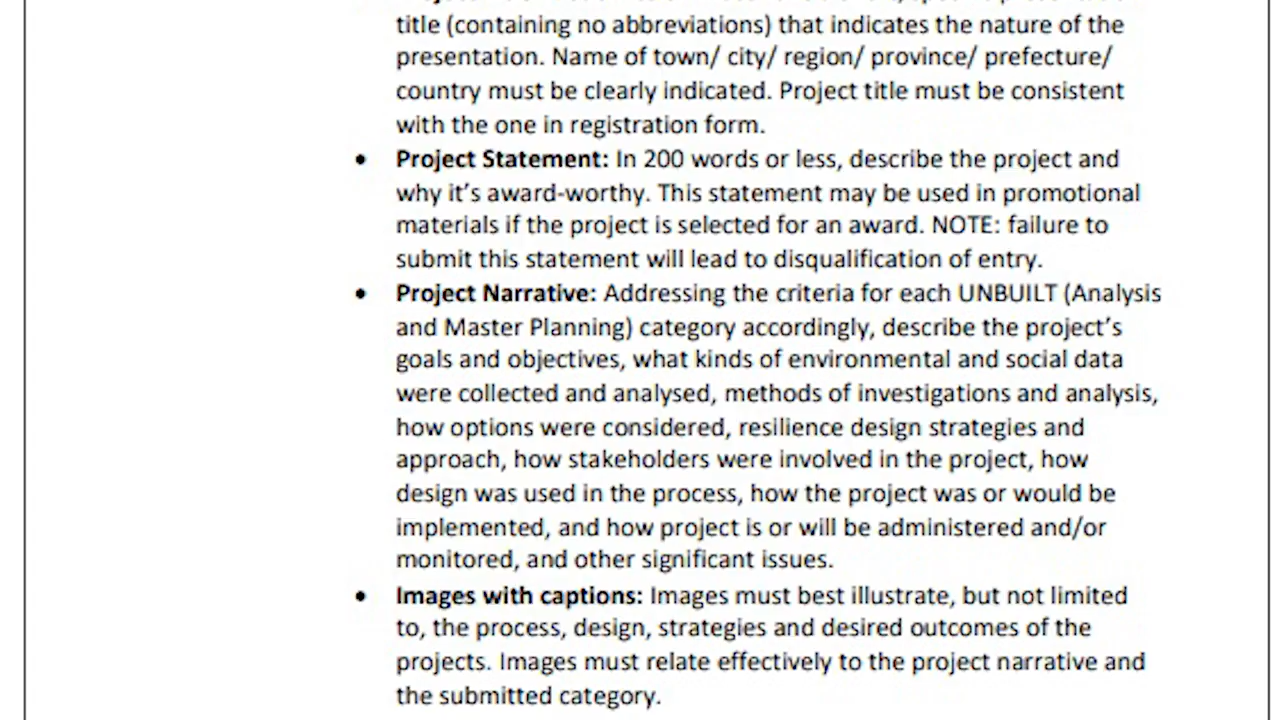 title (containing no abbreviations) that indicates the nature of the
presentation. Name of town/ city/ region/ province/ prefecture/
country must be clearly indicated. Project title must be consistent
with the one in registration form.
• Project Statement: In 200 words or less, describe the project and
why it's award-worthy. This statement may be used in promotional
materials if the project is selected for an award. NOTE: failure to
submit this statement will lead to disqualification of entry.
• Project Narrative: Addressing the criteria for each UNBUILT (Analysis
and Master Planning) category accordingly, describe the project's
goals and objectives, what kinds of environmental and social data
were collected and analysed, methods of investigations and analysis,
how options were considered, resilience design strategies and
approach, how stakeholders were involved in the project, how
design was used in the process, how the project was or would be
implemented, and how project is or will be administered and/or
monitored, and other significant issues.
• Images with captions: Images must best illustrate, but not limited
to, the process, design, strategies and desired outcomes of the
projects. Images must relate effectively to the project narrative and
the submitted category.